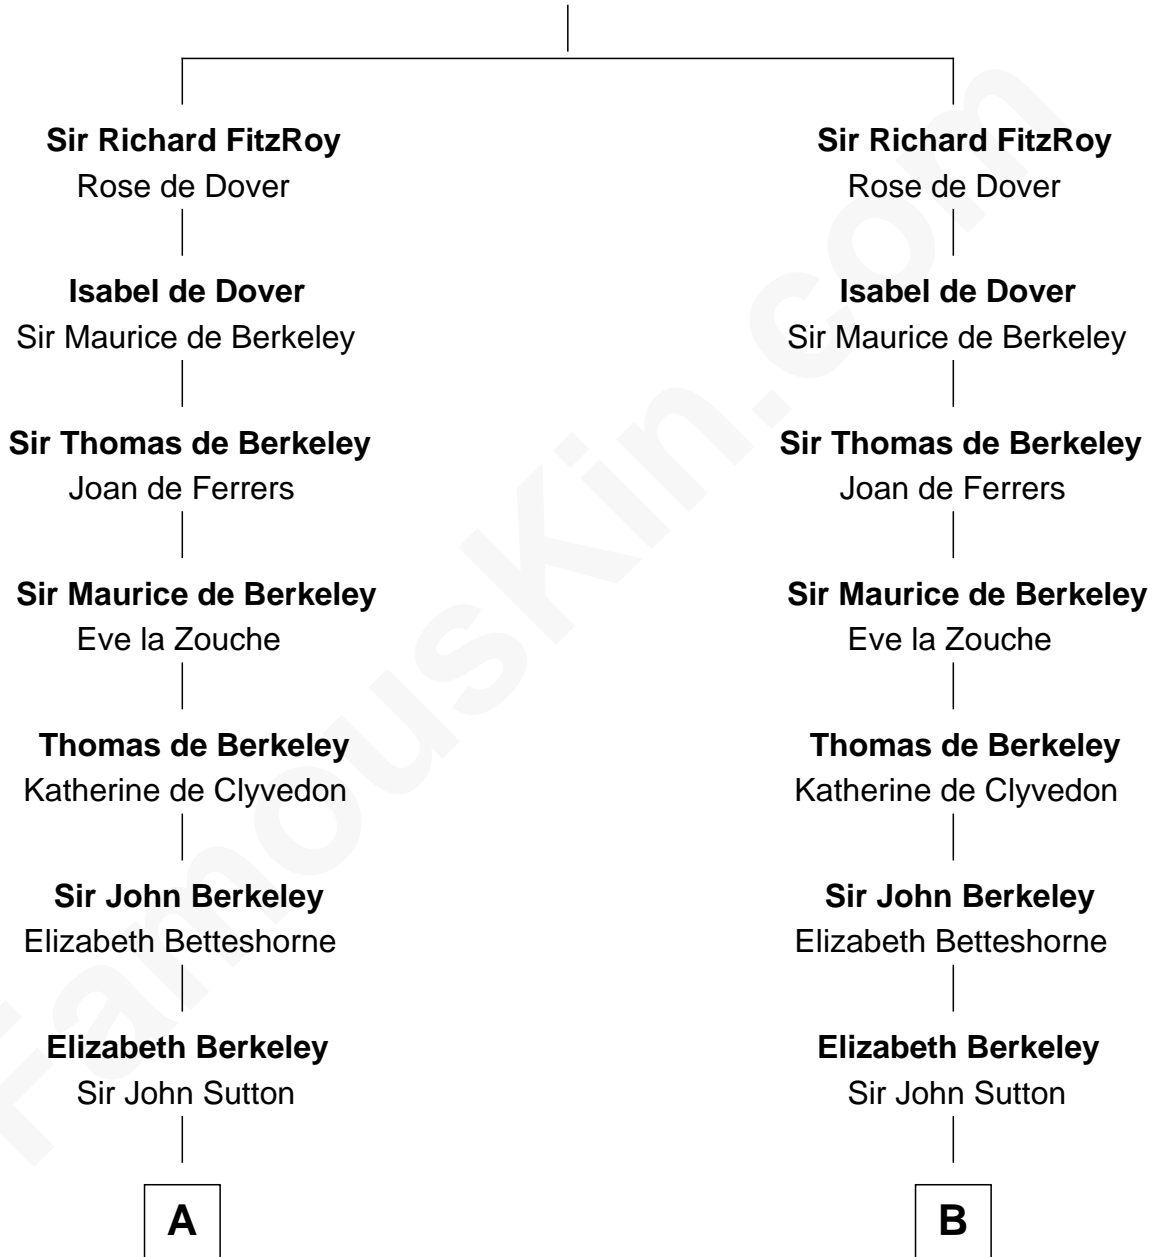 Sir Richard FitzRoy
Rose de Dover
Isabel de Dover
Sir Maurice de Berkeley
Sir Thomas de Berkeley
Joan de Ferrers
Sir Maurice de Berkeley
Eve la Zouche
Thomas de Berkeley
Katherine de Clyvedon
Sir John Berkeley
Elizabeth Betteshorne
Elizabeth Berkeley
Sir John Sutton
A
Sir Richard FitzRoy
Rose de Dover
Isabel de Dover
Sir Maurice de Berkeley
Sir Thomas de Berkeley
Joan de Ferrers
Sir Maurice de Berkeley
Eve la Zouche
Thomas de Berkeley
Katherine de Clyvedon
Sir John Berkeley
Elizabeth Betteshorne
Elizabeth Berkeley
Sir John Sutton
B
FamousKin.com